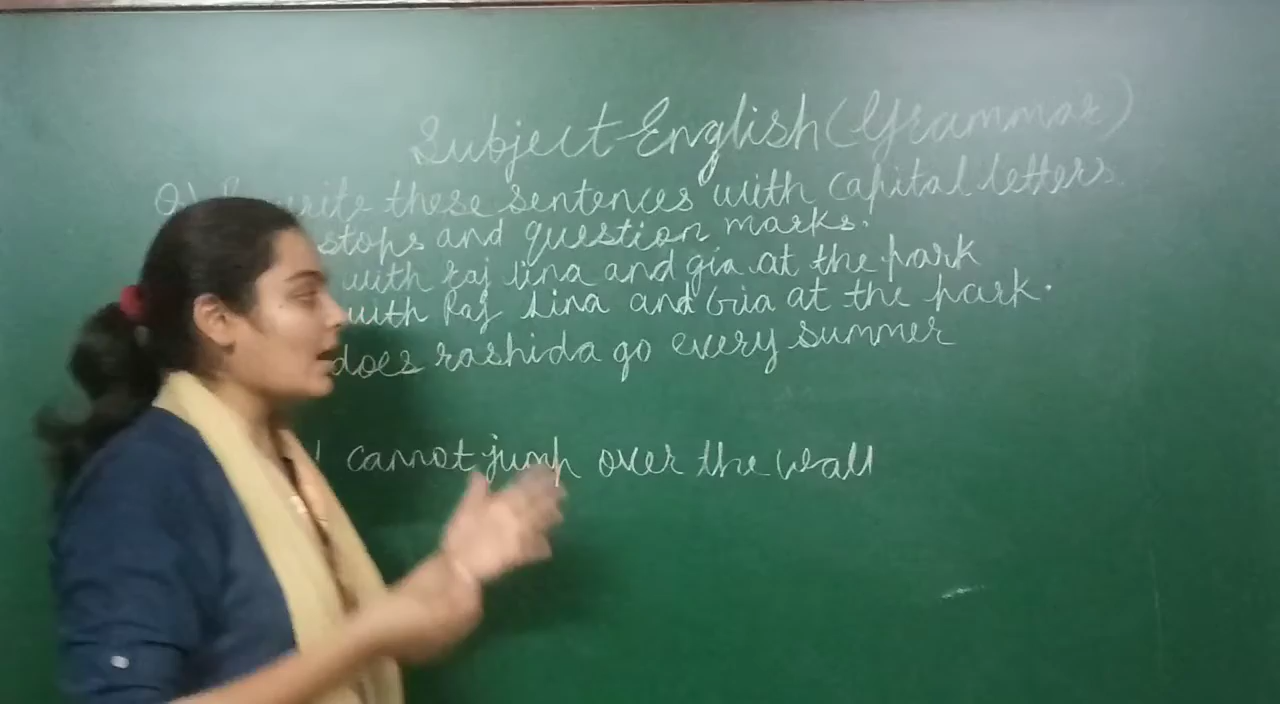 Subject English (Grammar)
Q) write these sentences with capital letters
stops and question marks.
with raj lina and gia at the park
with Raj Lina and Gia at the park.
does rashida go every summer
cannot jump over the wall